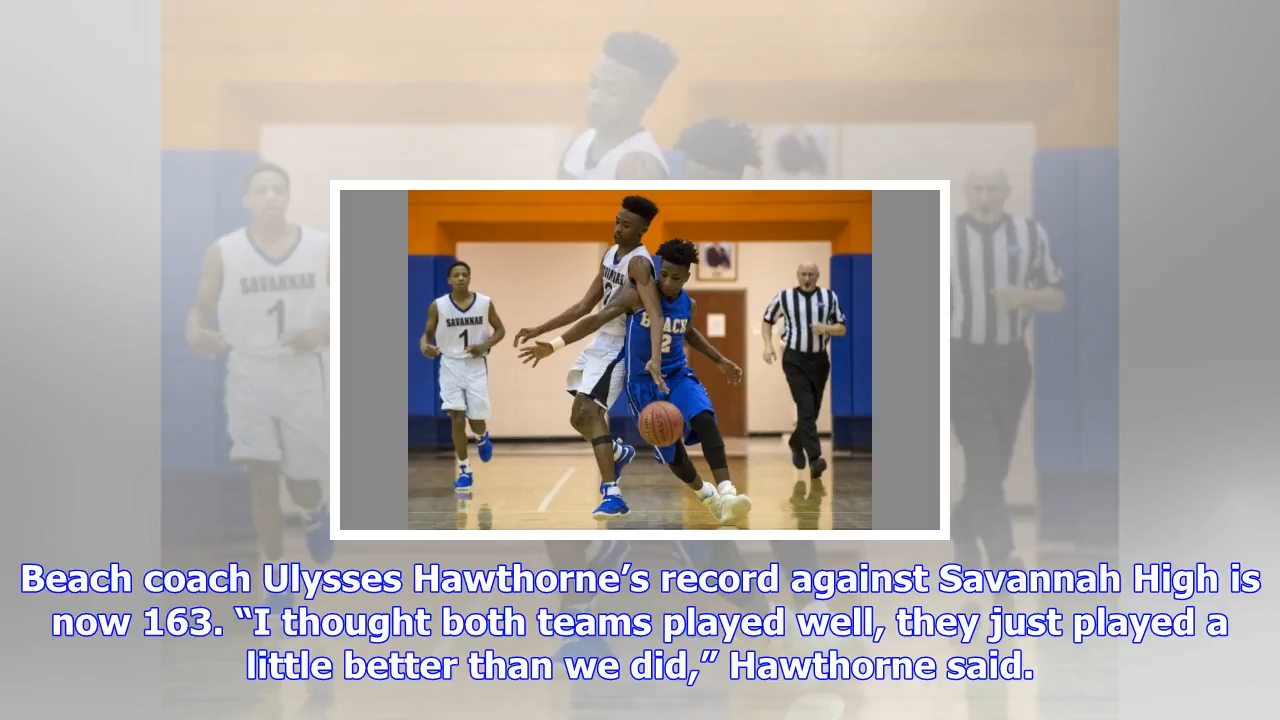 SAVANNAH
1
SAVANNAH
1
BEACH
2
Beach coach Ulysses Hawthorne’s record against Savannah High is
now 163. “I thought both teams played well, they just played a
little better than we did,” Hawthorne said.